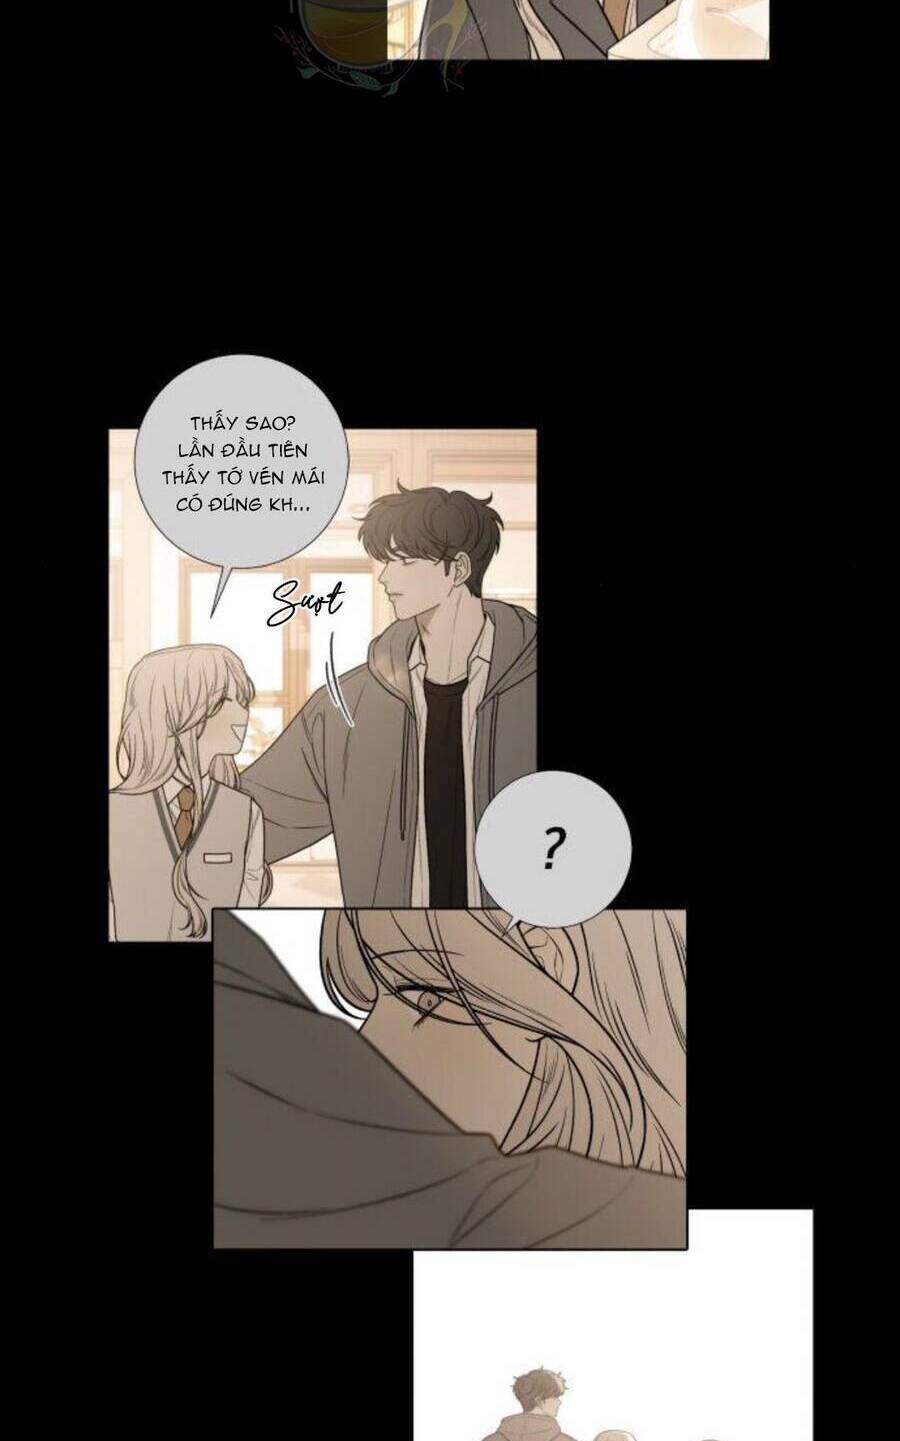 THẤY SAO?
LẦN ĐẦU TIÊN
THẤY TỚ VÉN MÁI
CÓ ĐÚNG KH...
Sượt
?